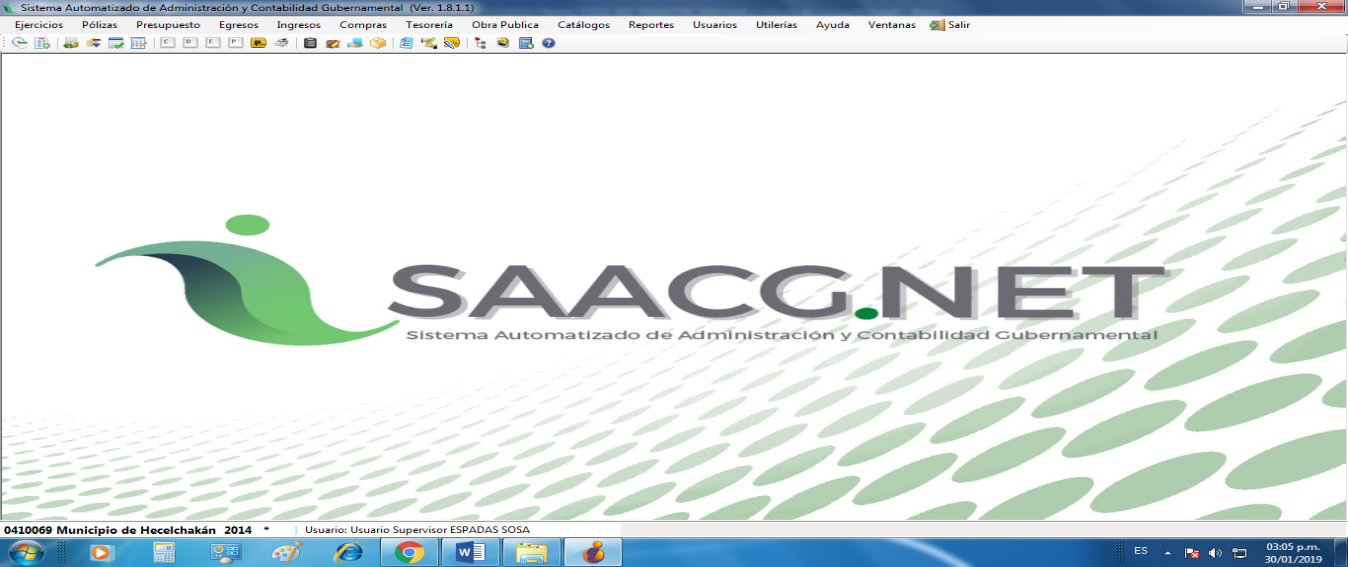 Sistema Automatizado de Administración y Contabilidad Gubernamental (Ver. 1.8.1.1)
Ejercicios Pólizas Presupuesto Egresos Ingresos Compras Tesorería Obra Publica Catálogos Reportes Usuarios Utilerías Ayuda Ventanas Salir
C D E P P
SAACG.NET
Sistema Automatizado de Administración y Contabilidad Gubernamental
0410069 Municipio de Hecelchakán 2014 * Usuario: Usuario Supervisor ESPADAS SOSA
W ES 03:05 p.m.
30/01/2019